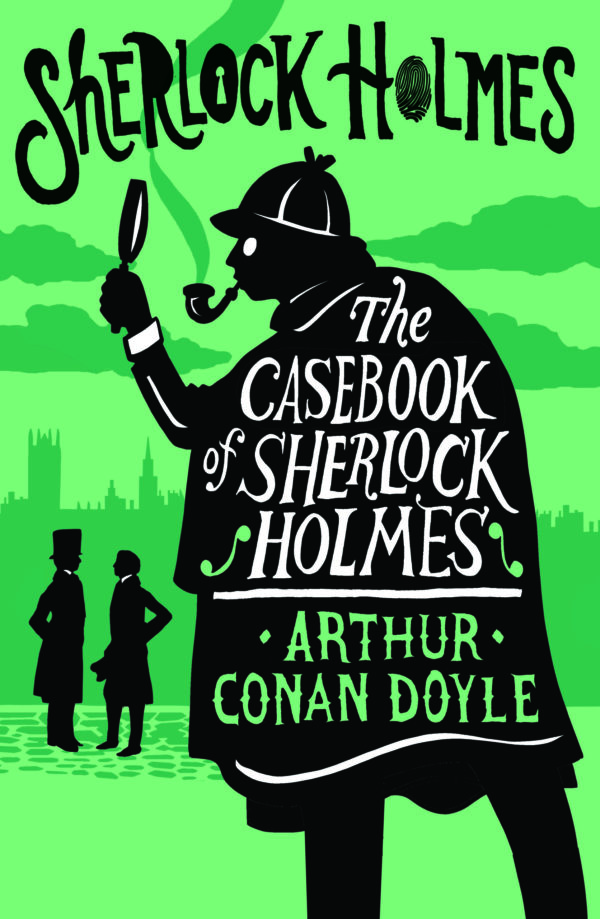 SHERLOCK HOLMES
The
CASEBOOK
of SHERLOCK
HOLMES
ARTHUR
CONAN DOYLE